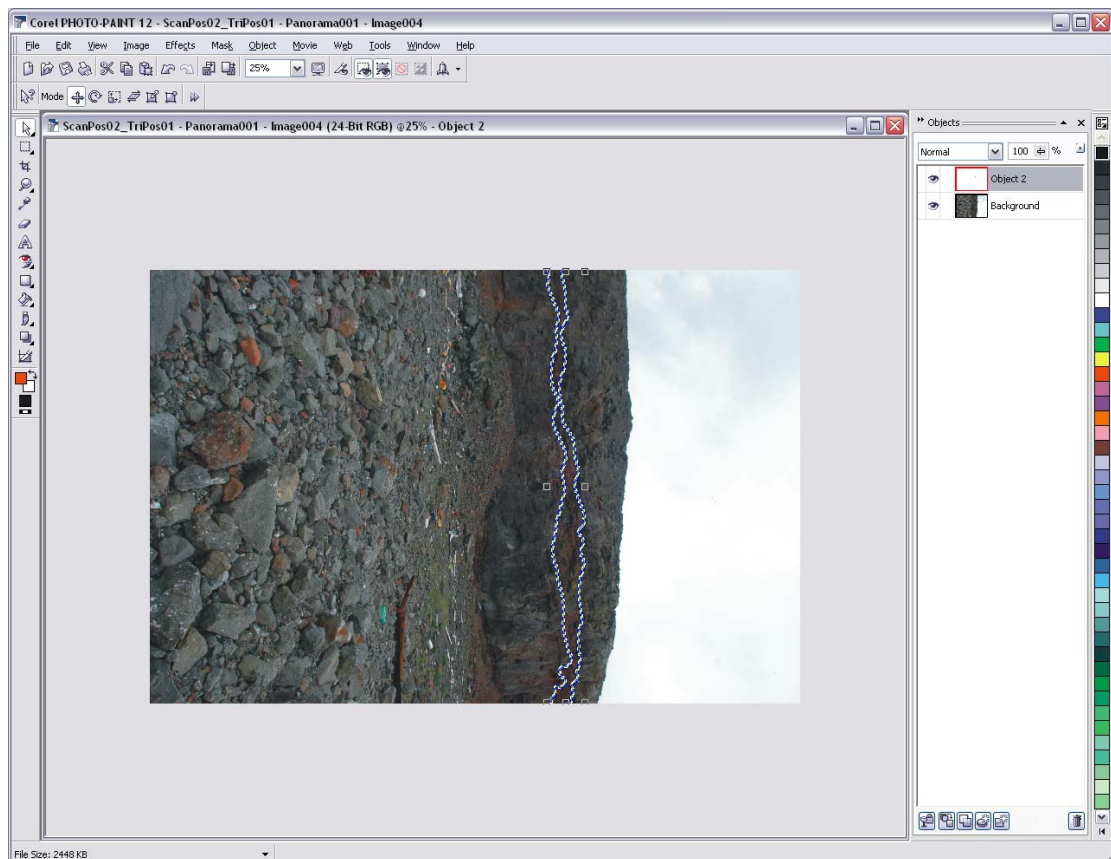 Corel PHOTO-PAINT 12 - ScanPos02_TriPos01 - Panorama001 - Image004
File Edit View Image Effects Mask Object Movie Web Tools Window Help
25%
Mode
ScanPos02_TriPos01 - Panorama001 - Image004 (24-Bit RGB) @25% - Object 2
Objects
Normal 100 %
Object 2
Background
File Size: 2448 KB